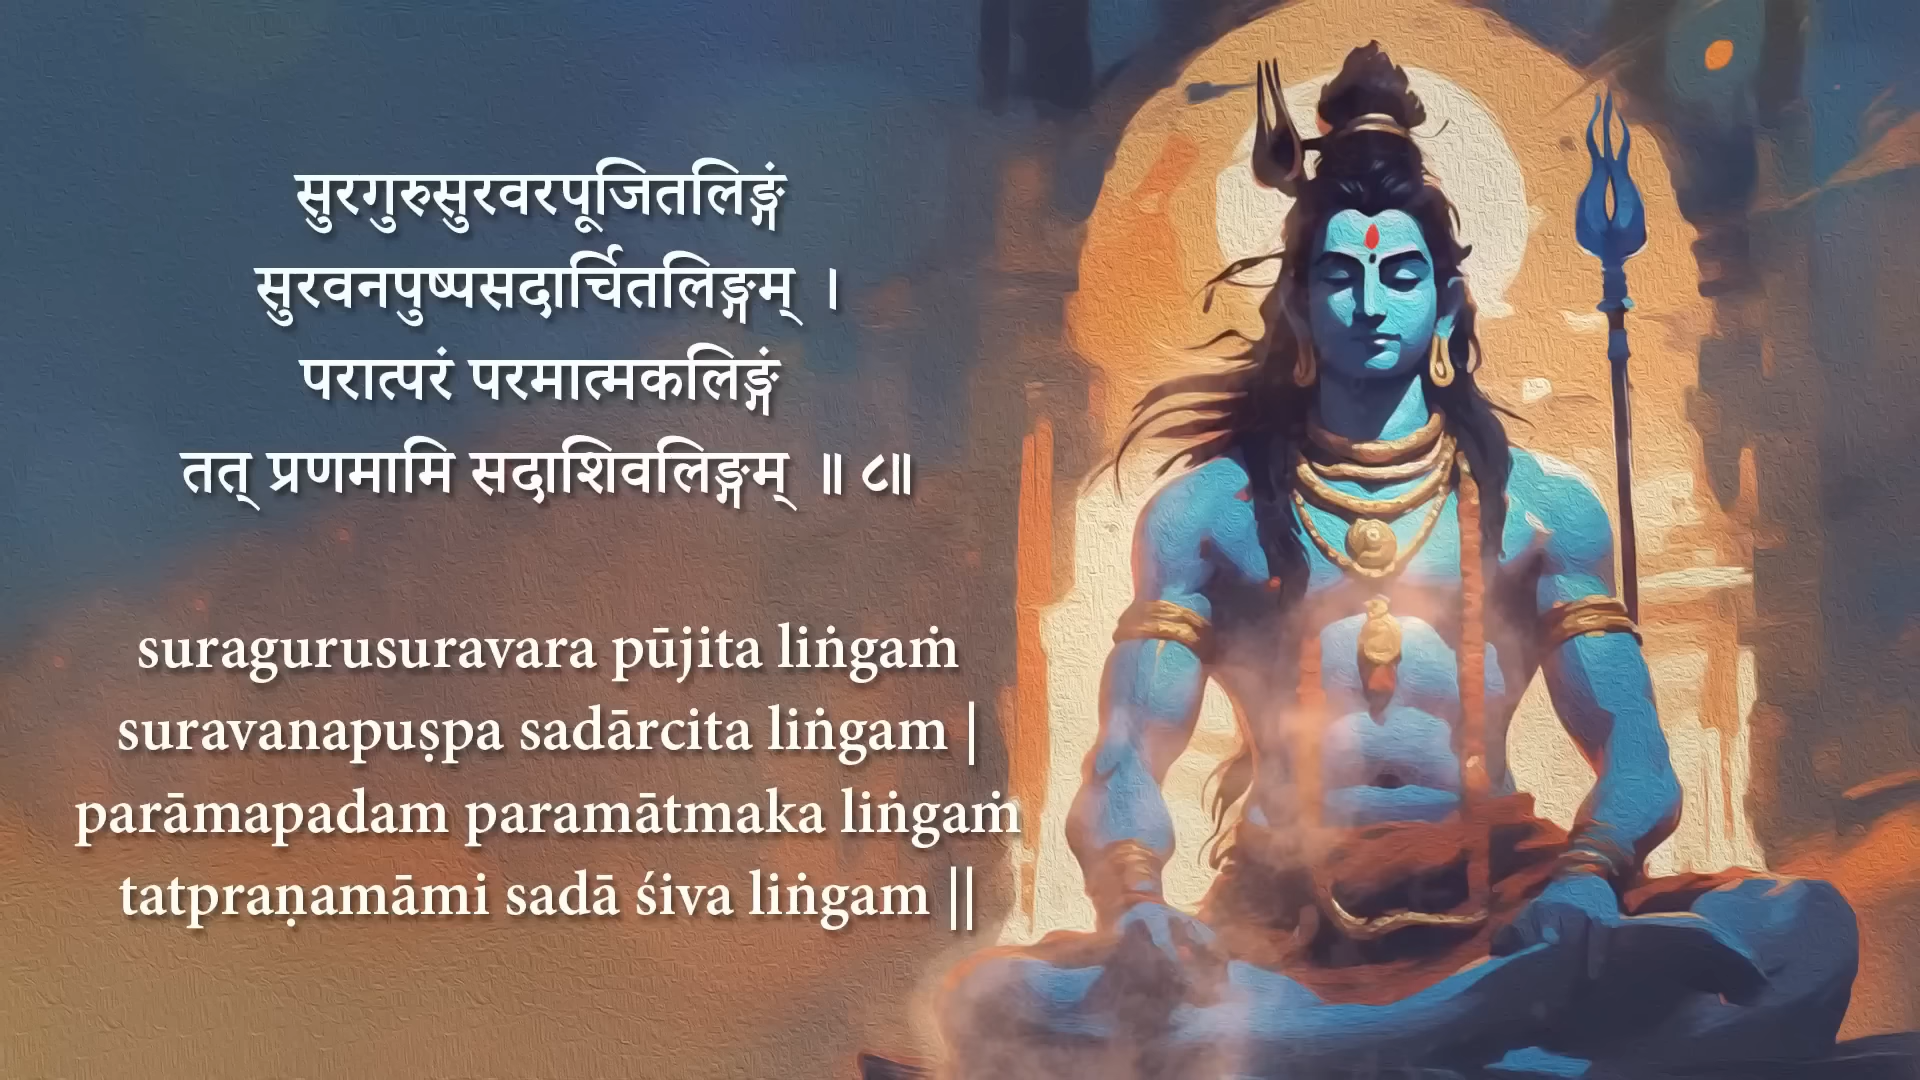 सुरगुरुसुरवरपूजितलिङ्गं
सुरवनपुष्पसदार्चितलिङ्गम् ।
परात्परं परमात्मकलिङ्गं
तत् प्रणमामि सदाशिवलिङ्गम् ॥ ८॥
suragurusuravara pūjita liṅgaṁ
suravanapuṣpa sadārcita liṅgam |
parāmapadam paramātmaka liṅgaṁ
tatpraṇamāmi sadā śiva liṅgam ||